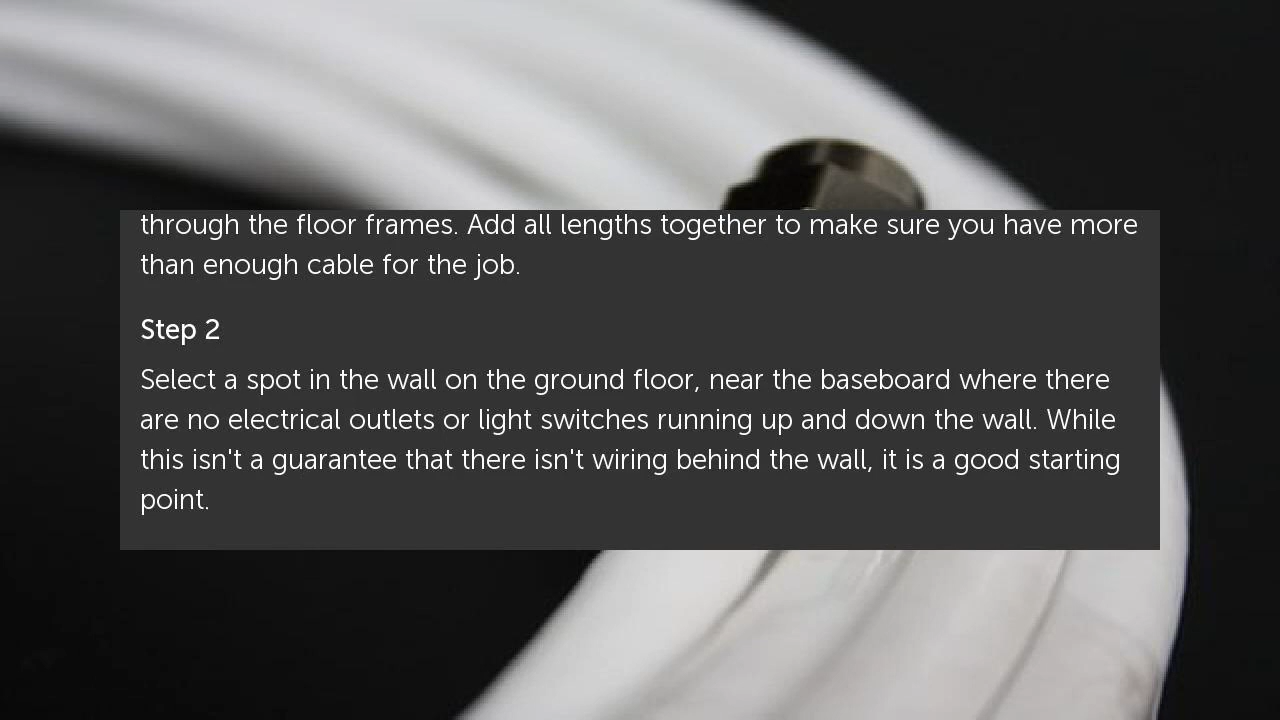 through the floor frames. Add all lengths together to make sure you have more
than enough cable for the job.
Step 2
Select a spot in the wall on the ground floor, near the baseboard where there
are no electrical outlets or light switches running up and down the wall. While
this isn't a guarantee that there isn't wiring behind the wall, it is a good starting
point.